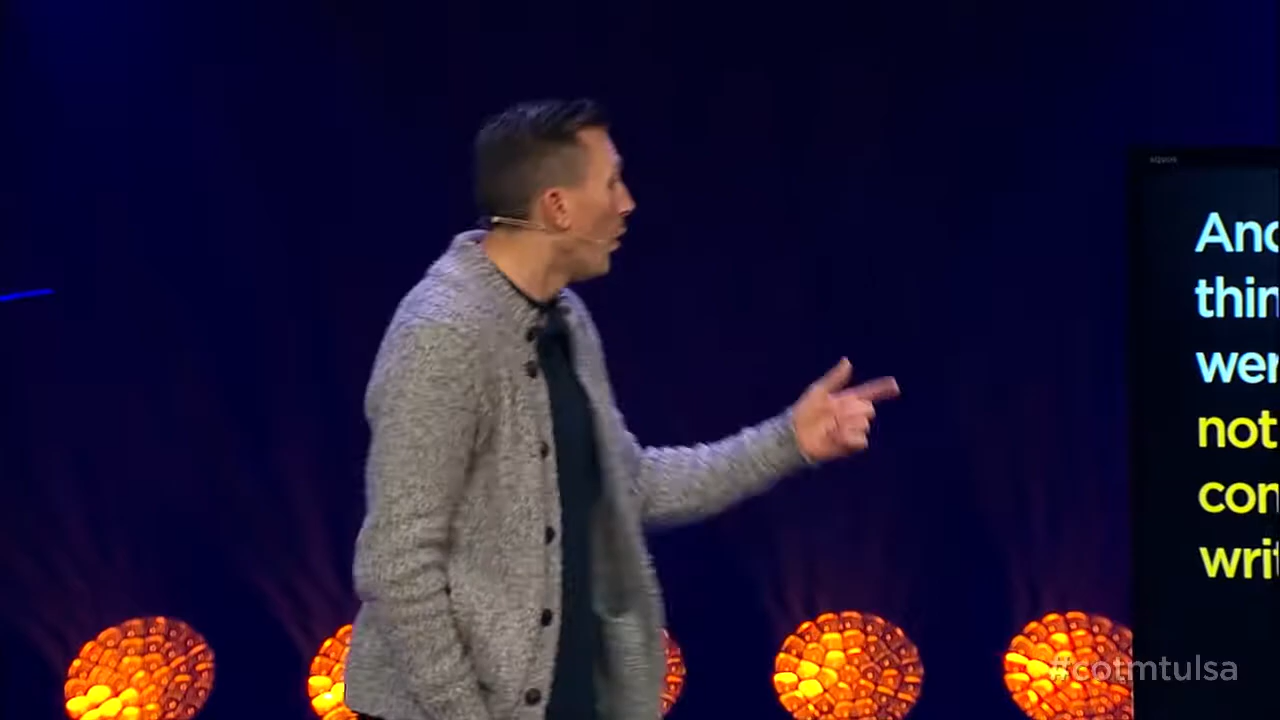 And
thin
wer
not
con
writ
#cotmtulsa